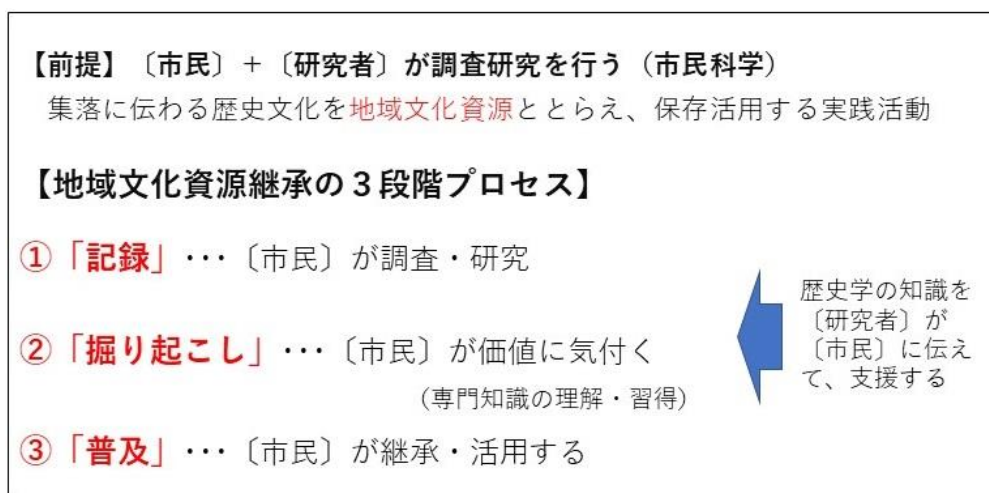 【前提】〔市民〕+〔研究者〕が調査研究を行う(市民科学)
集落に伝わる歴史文化を地域文化資源ととらえ、保存活用する実践活動
【地域文化資源継承の３段階プロセス】
①「記録」・・・〔市民〕が調査・研究
②「掘り起こし」・・・〔市民〕が価値に気付く
(専門知識の理解・習得)
③「普及」・・・〔市民〕が継承・活用する
歴史学の知識を
〔研究者〕が
〔市民〕に伝え
て、支援する